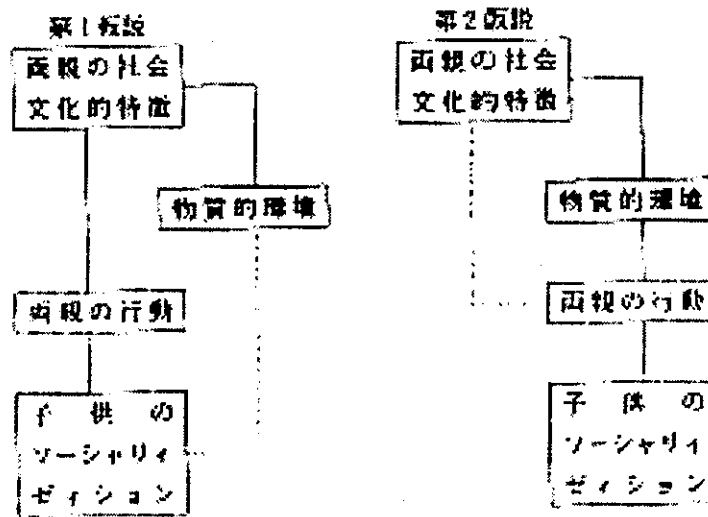 第1仮説
両親の社会
文化的特徴
物質的環境
両親の行動
子供の
ソーシャリィ
ゼィション
第2仮説
両親の社会
文化的特徴
物質的環境
両親の行動
子供の
ソーシャリィ
ゼィション